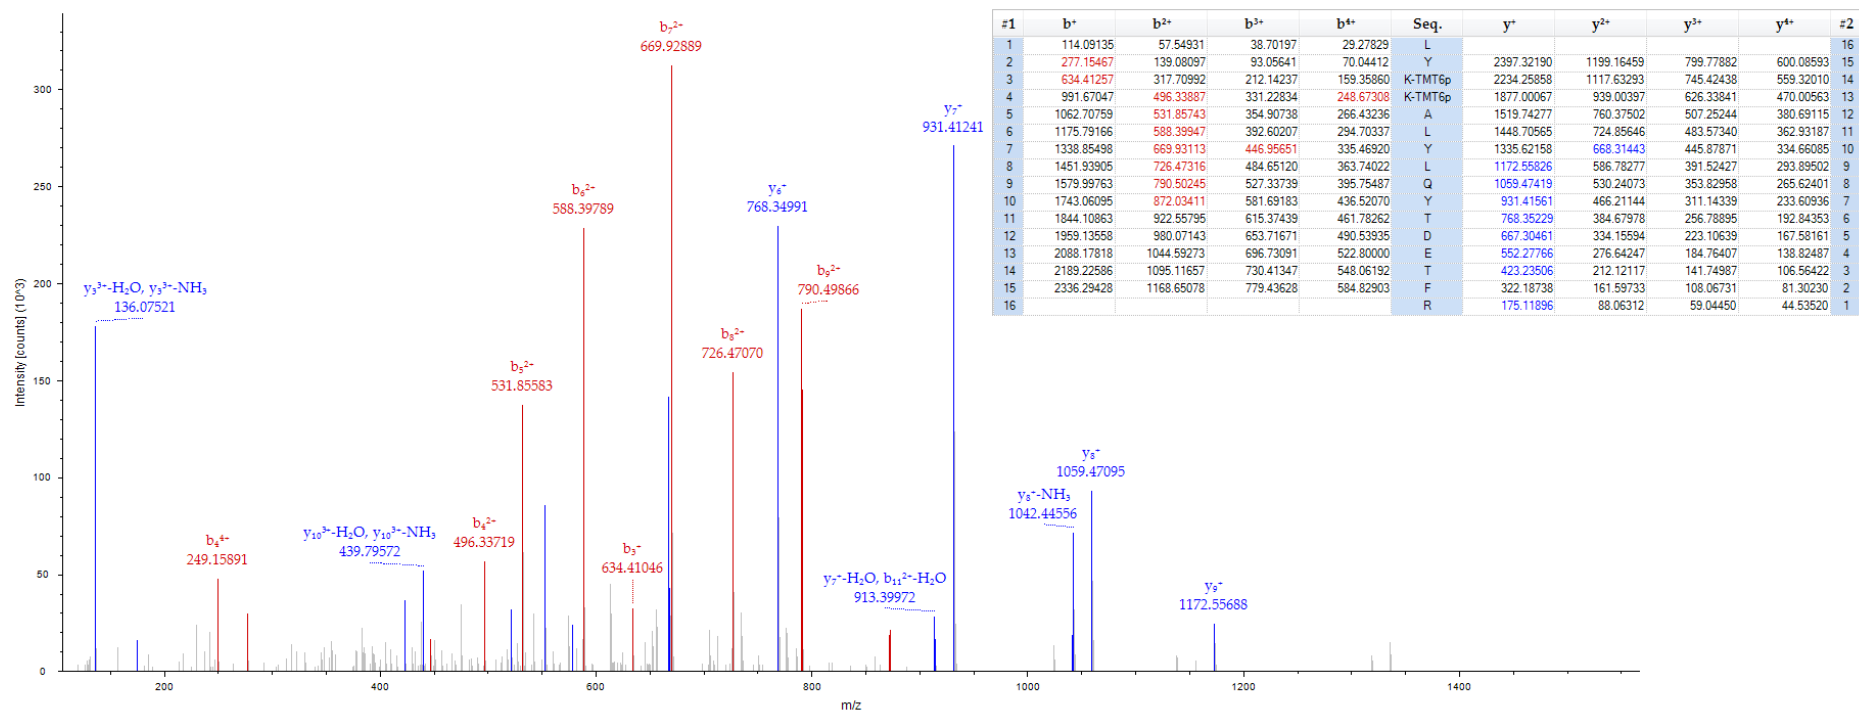 #1 b⁺ b²⁺ b³⁺ b⁴⁺ Seq. y⁺ y²⁺ y³⁺ y⁴⁺ #2
1 114.09135 57.54931 38.70197 29.27829 L 16
2 277.15467 139.08097 93.05641 70.04412 Y 2397.32190 1199.16459 799.77882 600.08593 15
3 634.41257 317.70992 212.14237 159.35860 K-TMT6p 2234.25858 1117.63293 745.42438 559.32010 14
4 991.67047 496.33887 331.22834 248.67308 K-TMT6p 1877.00067 939.00397 626.33841 470.00563 13
5 1062.70759 531.85743 354.90738 266.43236 A 1519.74277 760.37502 507.25244 380.69115 12
6 1175.79166 588.39947 392.60207 294.70337 L 1448.70565 724.85646 483.57340 362.93187 11
7 1338.85498 669.93113 446.95651 335.46920 Y 1335.62158 668.31443 445.87871 334.66085 10
8 1451.93905 726.47316 484.65120 363.74022 L 1172.55826 586.78277 391.52427 293.89502 9
9 1579.99763 790.50245 527.33739 395.75487 Q 1059.47419 530.24073 353.82958 265.62401 8
10 1743.06095 872.03411 581.69183 436.52070 Y 931.41561 466.21144 311.14339 233.60936 7
11 1844.10863 922.55795 615.37439 461.78262 T 768.35229 384.67978 256.78895 192.84353 6
12 1959.13558 980.07143 653.71671 490.53935 D 667.30461 334.15594 223.10639 167.58161 5
13 2088.17818 1044.59273 696.73091 522.80000 E 552.27766 276.64247 184.76407 138.82487 4
14 2189.22586 1095.11657 730.41347 548.06192 T 423.23506 212.12117 141.74987 106.56422 3
15 2336.29428 1168.65078 779.43628 584.82903 F 322.18738 161.59733 108.06731 81.30230 2
16 R 175.11896 88.06312 59.04450 44.53520 1
b₇²⁺
669.92889
y₇⁺
931.41241
b₆²⁺
588.39789
y₆⁺
768.34991
y₃³⁺-H₂O, y₃³⁺-NH₃
136.07521
b₉²⁺
790.49866
b₈²⁺
726.47070
b₅²⁺
531.85583
y₈⁺
1059.47095
y₈⁺-NH₃
1042.44556
b₄⁴⁺
249.15891
y₁₀³⁺-H₂O, y₁₀³⁺-NH₃
439.79572
b₄²⁺
496.33719
b₃⁺
634.41046
y₇⁺-H₂O, b₁₁²⁺-H₂O
913.39972
y₉⁺
1172.55688
Intensity [counts] (10^3)
300
250
200
150
100
50
0
200 400 600 800 1000 1200 1400
m/z